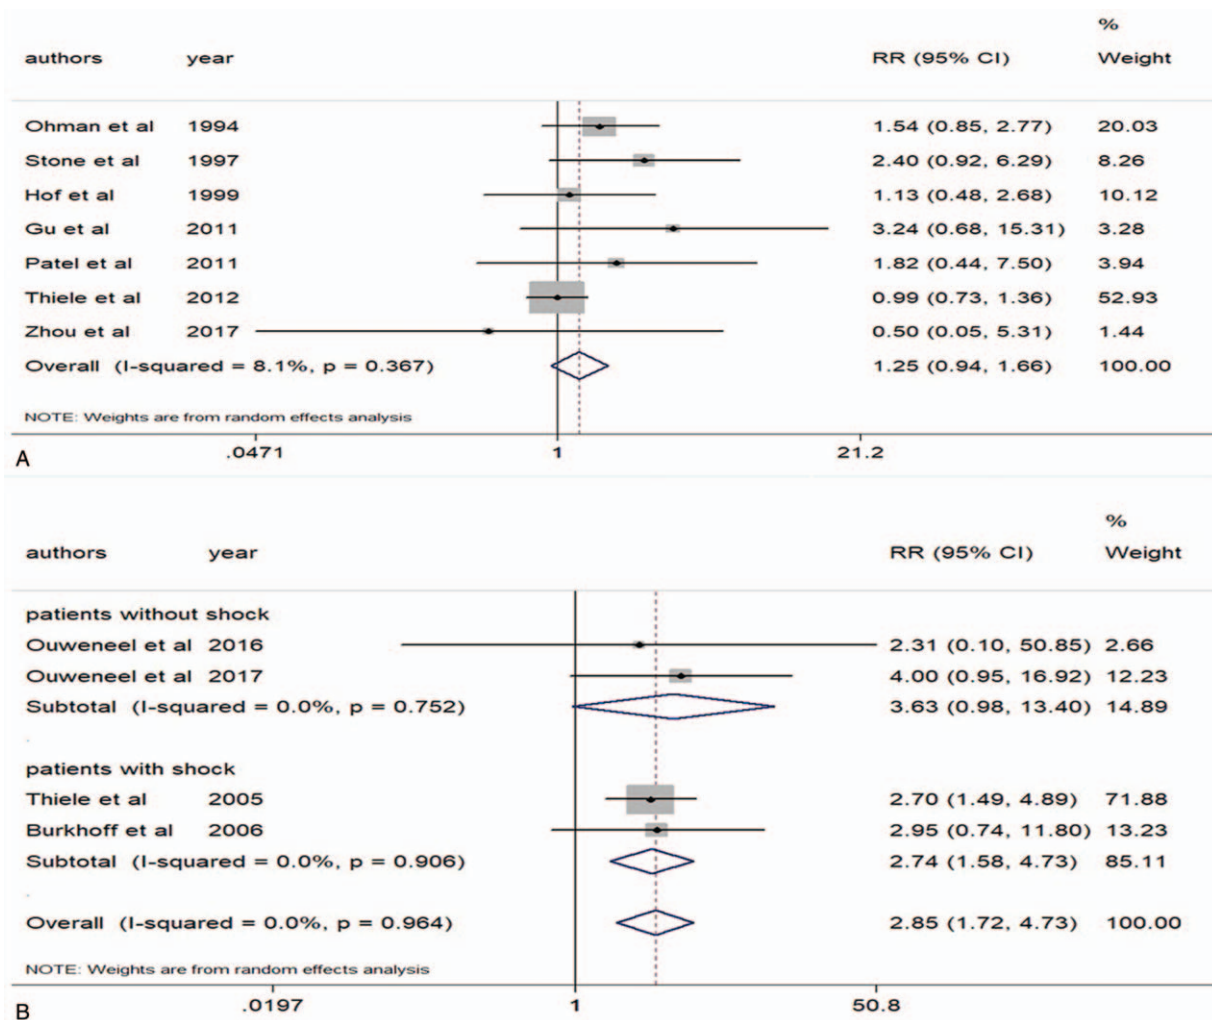 %
authors year RR (95% CI) Weight
Ohman et al 1994 1.54 (0.85, 2.77) 20.03
Stone et al 1997 2.40 (0.92, 6.29) 8.26
Hof et al 1999 1.13 (0.48, 2.68) 10.12
Gu et al 2011 3.24 (0.68, 15.31) 3.28
Patel et al 2011 1.82 (0.44, 7.50) 3.94
Thiele et al 2012 0.99 (0.73, 1.36) 52.93
Zhou et al 2017 0.50 (0.05, 5.31) 1.44
Overall (I-squared = 8.1%, p = 0.367) 1.25 (0.94, 1.66) 100.00
NOTE: Weights are from random effects analysis
A .0471 1 21.2
%
authors year RR (95% CI) Weight
patients without shock
Ouweneel et al 2016 2.31 (0.10, 50.85) 2.66
Ouweneel et al 2017 4.00 (0.95, 16.92) 12.23
Subtotal (I-squared = 0.0%, p = 0.752) 3.63 (0.98, 13.40) 14.89
.
patients with shock
Thiele et al 2005 2.70 (1.49, 4.89) 71.88
Burkhoff et al 2006 2.95 (0.74, 11.80) 13.23
Subtotal (I-squared = 0.0%, p = 0.906) 2.74 (1.58, 4.73) 85.11
.
Overall (I-squared = 0.0%, p = 0.964) 2.85 (1.72, 4.73) 100.00
NOTE: Weights are from random effects analysis
B .0197 1 50.8